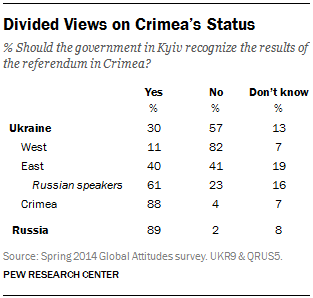 Divided Views on Crimea's Status
% Should the government in Kyiv recognize the results of
the referendum in Crimea?
Yes No Don't know
% % %
Ukraine 30 57 13
West 11 82 7
East 40 41 19
Russian speakers 61 23 16
Crimea 88 4 7
Russia 89 2 8
Source: Spring 2014 Global Attitudes survey. UKR9 & QRUS5.
PEW RESEARCH CENTER